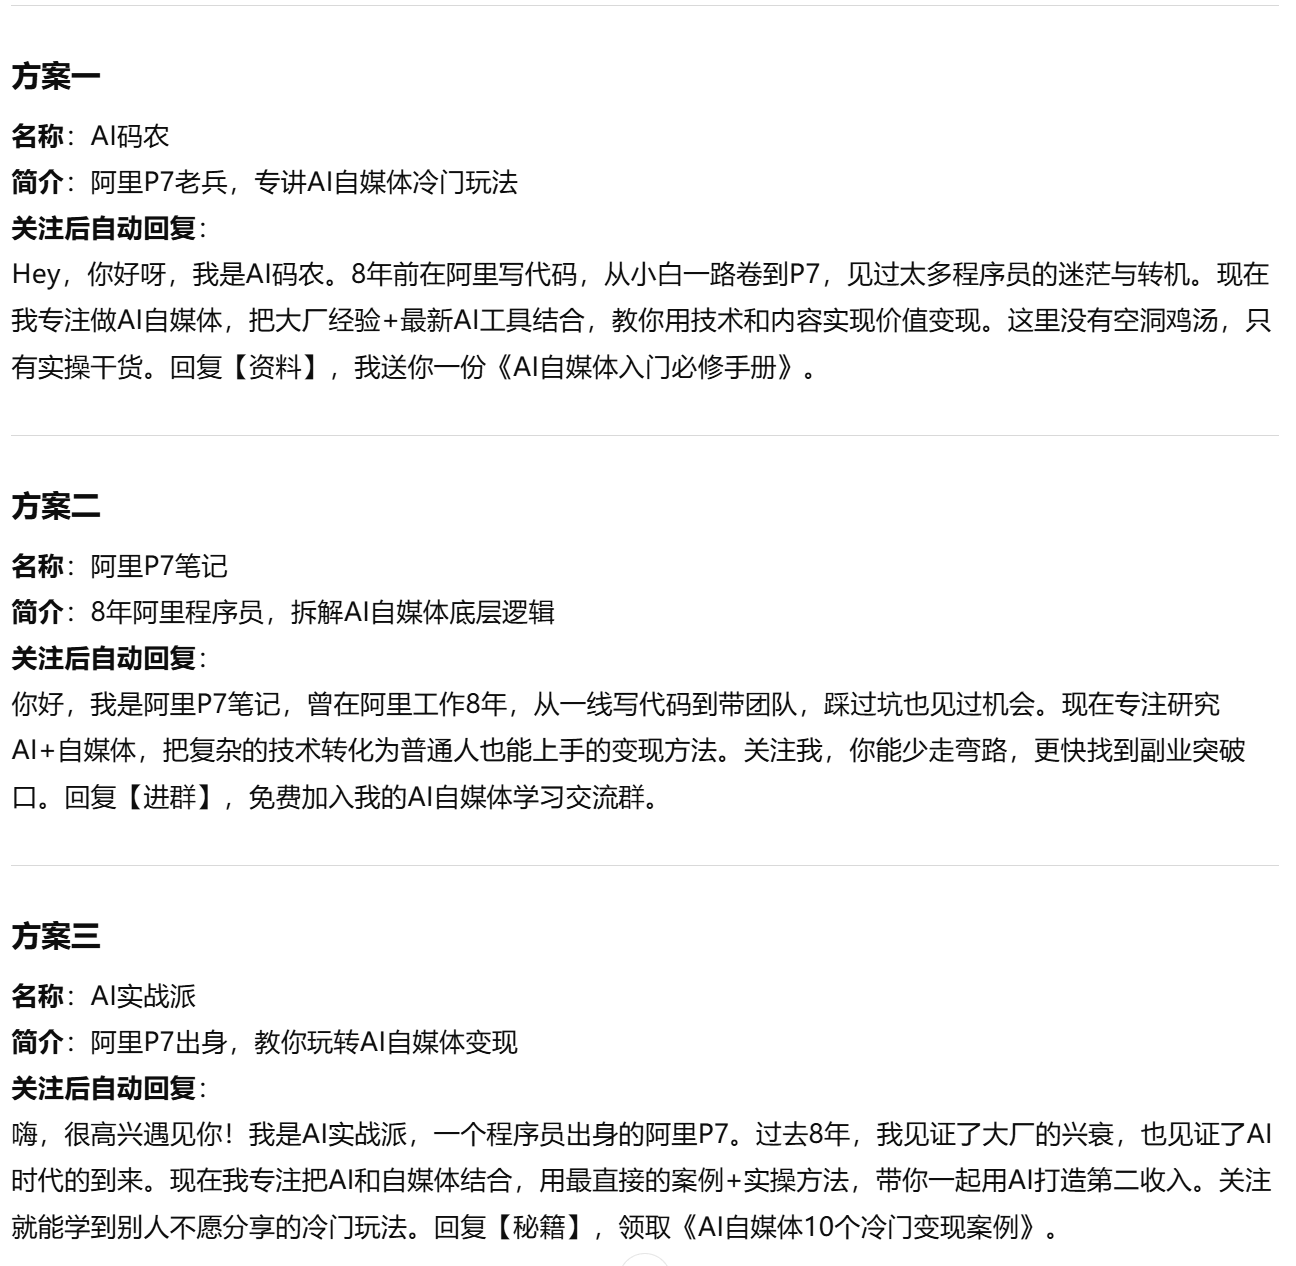 方案一
名称：AI码农
简介：阿里P7老兵，专讲AI自媒体冷门玩法
关注后自动回复：
Hey，你好呀，我是AI码农。8年前在阿里写代码，从小白一路卷到P7，见过太多程序员的迷茫与转机。现在
我专注做AI自媒体，把大厂经验+最新AI工具结合，教你用技术和内容实现价值变现。这里没有空洞鸡汤，只
有实操干货。回复【资料】，我送你一份《AI自媒体入门必修手册》。
方案二
名称：阿里P7笔记
简介：8年阿里程序员，拆解AI自媒体底层逻辑
关注后自动回复：
你好，我是阿里P7笔记，曾在阿里工作8年，从一线写代码到带团队，踩过坑也见过机会。现在专注研究
AI+自媒体，把复杂的技术转化为普通人也能上手的变现方法。关注我，你能少走弯路，更快找到副业突破
口。回复【进群】，免费加入我的AI自媒体学习交流群。
方案三
名称：AI实战派
简介：阿里P7出身，教你玩转AI自媒体变现
关注后自动回复：
嗨，很高兴遇见你！我是AI实战派，一个程序员出身的阿里P7。过去8年，我见证了大厂的兴衰，也见证了AI
时代的到来。现在我专注把AI和自媒体结合，用最直接的案例+实操方法，带你一起用AI打造第二收入。关注
就能学到别人不愿分享的冷门玩法。回复【秘籍】，领取《AI自媒体10个冷门变现案例》。